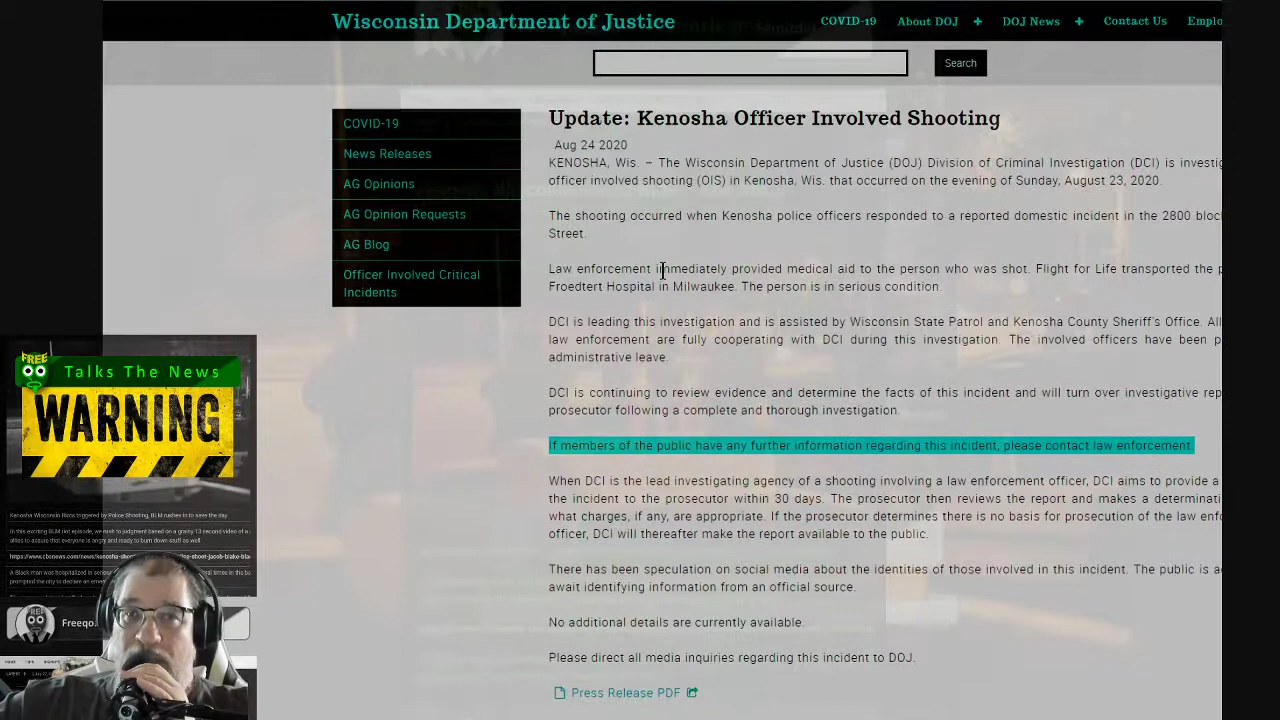 Wisconsin Department of Justice
COVID-19
About DOJ +
DOJ News +
Contact Us
Emplo
Search
COVID-19
News Releases
AG Opinions
AG Opinion Requests
AG Blog
Officer Involved Critical
Incidents
Update: Kenosha Officer Involved Shooting
Aug 24 2020
KENOSHA, Wis. – The Wisconsin Department of Justice (DOJ) Division of Criminal Investigation (DCI) is investig
officer involved shooting (OIS) in Kenosha, Wis. that occurred on the evening of Sunday, August 23, 2020.
The shooting occurred when Kenosha police officers responded to a reported domestic incident in the 2800 bloc
Street.
Law enforcement immediately provided medical aid to the person who was shot. Flight for Life transported the p
Froedtert Hospital in Milwaukee. The person is in serious condition.
DCI is leading this investigation and is assisted by Wisconsin State Patrol and Kenosha County Sheriff's Office. All
law enforcement are fully cooperating with DCI during this investigation. The involved officers have been p
administrative leave.
DCI is continuing to review evidence and determine the facts of this incident and will turn over investigative rep
prosecutor following a complete and thorough investigation.
If members of the public have any further information regarding this incident, please contact law enforcement.
When DCI is the lead investigating agency of a shooting involving a law enforcement officer, DCI aims to provide a
the incident to the prosecutor within 30 days. The prosecutor then reviews the report and makes a determinati
what charges, if any, are appropriate. If the prosecutor determines there is no basis for prosecution of the law enfo
officer, DCI will thereafter make the report available to the public.
There has been speculation on social media about the identities of those involved in this incident. The public is a
await identifying information from an official source.
No additional details are currently available.
Please direct all media inquiries regarding this incident to DOJ.
Press Release PDF
FREE
Talks The News
WARNING
Kenosha Wisconsin Riots triggered by Police Shooting, BLM rushes in to save the day.
In this exciting BLM riot episode, we rush to judgment based on a grainy 13 second video of a
allies to assure that everyone is angry and ready to burn down stuff as well
https://www.cbsnews.com/news/kenosha-shoo
A Black man was hospitalized in
prompted the city to declare an
Freeqo.